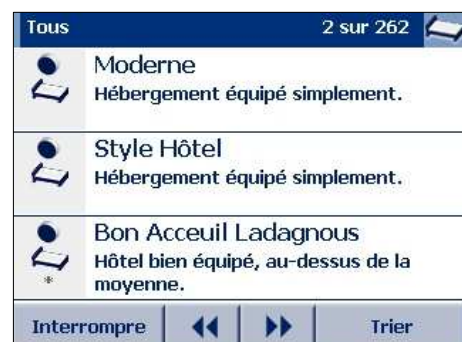 Tous 2 sur 262
Moderne
Hébergement équipé simplement.
Style Hôtel
Hébergement équipé simplement.
Bon Acceuil Ladagnous
Hôtel bien équipé, au-dessus de la
moyenne.
Interrompre Trier